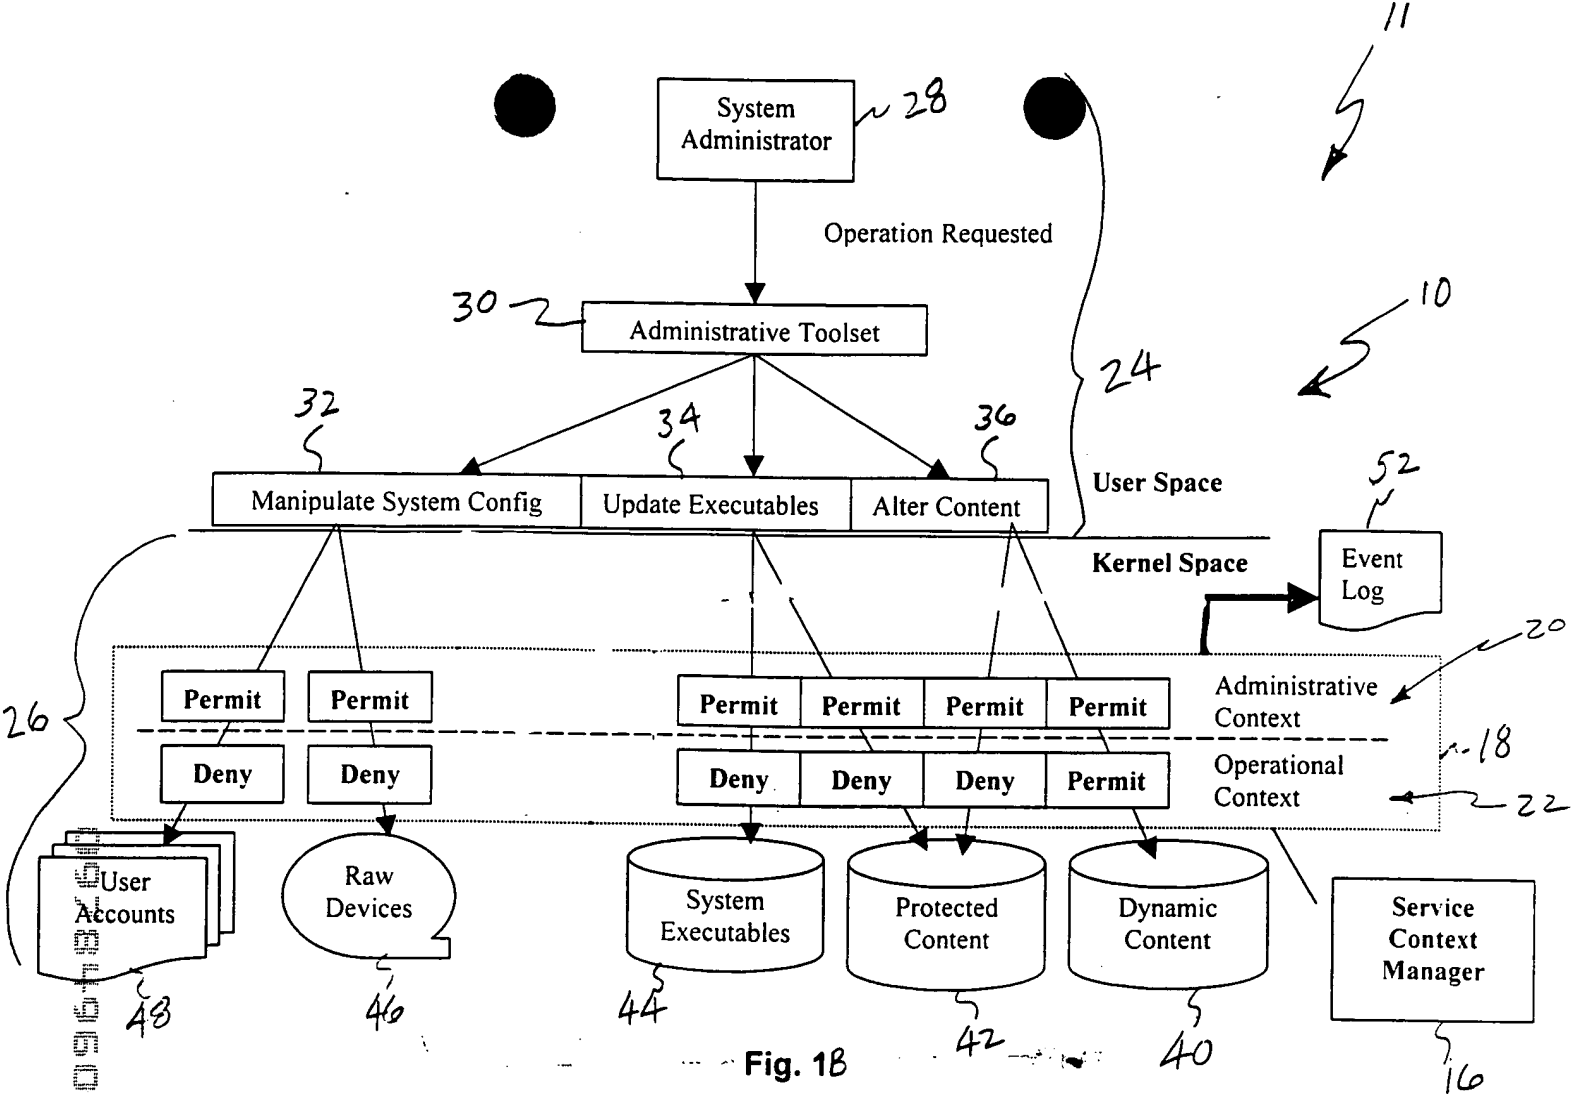 11
System
Administrator
28
Operation Requested
10
30
Administrative Toolset
24
32
34
36
Manipulate System Config
Update Executables
Alter Content
User Space
52
Kernel Space
Event
Log
20
26
Permit
Permit
Permit
Permit
Permit
Permit
Administrative
Context
18
Deny
Deny
Deny
Deny
Deny
Permit
Operational
Context
22
User
Accounts
Raw
Devices
System
Executables
Protected
Content
Dynamic
Content
Service
Context
Manager
48
46
44
42
40
16
Fig. 1B